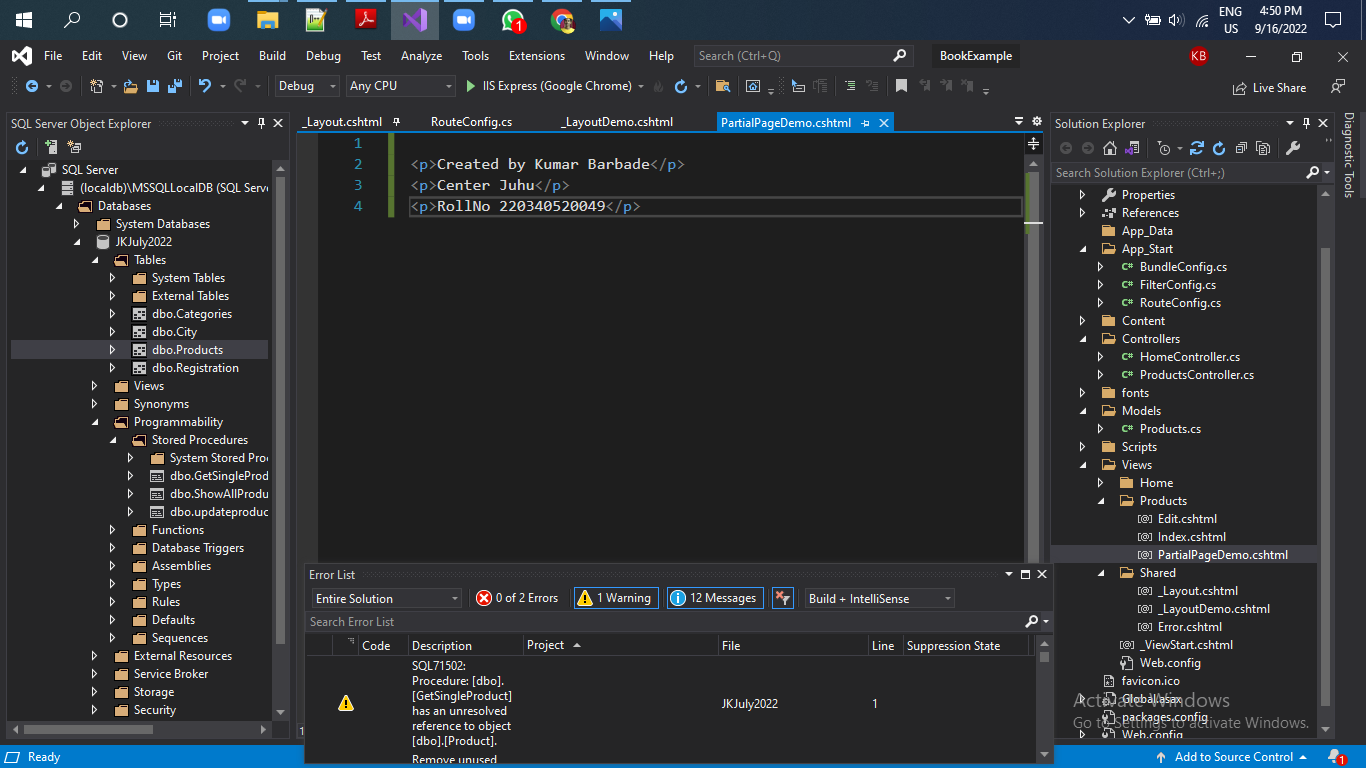 1
ENG
US
4:50 PM
9/16/2022
File Edit View Git Project Build Debug Test Analyze Tools Extensions Window Help Search (Ctrl+Q) BookExample KB
Debug Any CPU IIS Express (Google Chrome) Live Share
SQL Server Object Explorer
SQL Server
(localdb)\MSSQLLocalDB (SQL Serv
Databases
System Databases
JKJuly2022
Tables
System Tables
External Tables
dbo.Categories
dbo.City
dbo.Products
dbo.Registration
Views
Synonyms
Programmability
Stored Procedures
System Stored Pro
dbo.GetSingleProd
dbo.ShowAllProdu
dbo.updateproduc
Functions
Database Triggers
Assemblies
Types
Rules
Defaults
Sequences
External Resources
Service Broker
Storage
Security
_Layout.cshtml RouteConfig.cs _LayoutDemo.cshtml PartialPageDemo.cshtml
1
2 <p>Created by Kumar Barbade</p>
3 <p>Center Juhu</p>
4 <p>RollNo 220340520049</p>
Error List
Entire Solution 0 of 2 Errors 1 Warning 12 Messages Build + IntelliSense
Search Error List
Code Description Project File Line Suppression State
SQL71502:
Procedure: [dbo].
[GetSingleProduct]
has an unresolved
reference to object
[dbo].[Product].
JKJuly2022 1
Remove unused
Solution Explorer
Search Solution Explorer (Ctrl+;)
Properties
References
App_Data
App_Start
BundleConfig.cs
FilterConfig.cs
RouteConfig.cs
Content
Controllers
HomeController.cs
ProductsController.cs
fonts
Models
Products.cs
Scripts
Views
Home
Products
Edit.cshtml
Index.cshtml
PartialPageDemo.cshtml
Shared
_Layout.cshtml
_LayoutDemo.cshtml
Error.cshtml
_ViewStart.cshtml
Web.config
favicon.ico
Global.asax
packages.config
Web.config
Diagnostic Tools
Activate Windows
Go to Settings to activate Windows.
Ready Add to Source Control 1